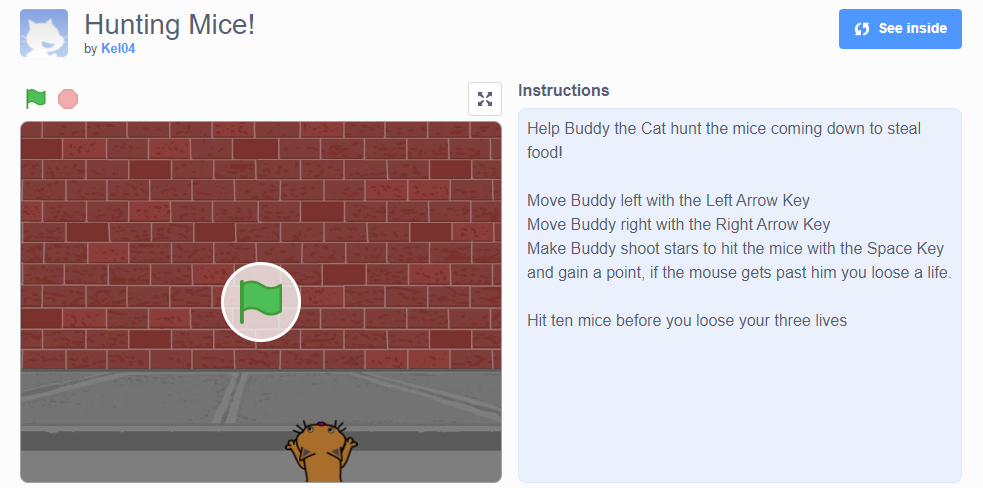 Hunting Mice!
by Kel04
See inside
Instructions
Help Buddy the Cat hunt the mice coming down to steal
food!
Move Buddy left with the Left Arrow Key
Move Buddy right with the Right Arrow Key
Make Buddy shoot stars to hit the mice with the Space Key
and gain a point, if the mouse gets past him you loose a life.
Hit ten mice before you loose your three lives